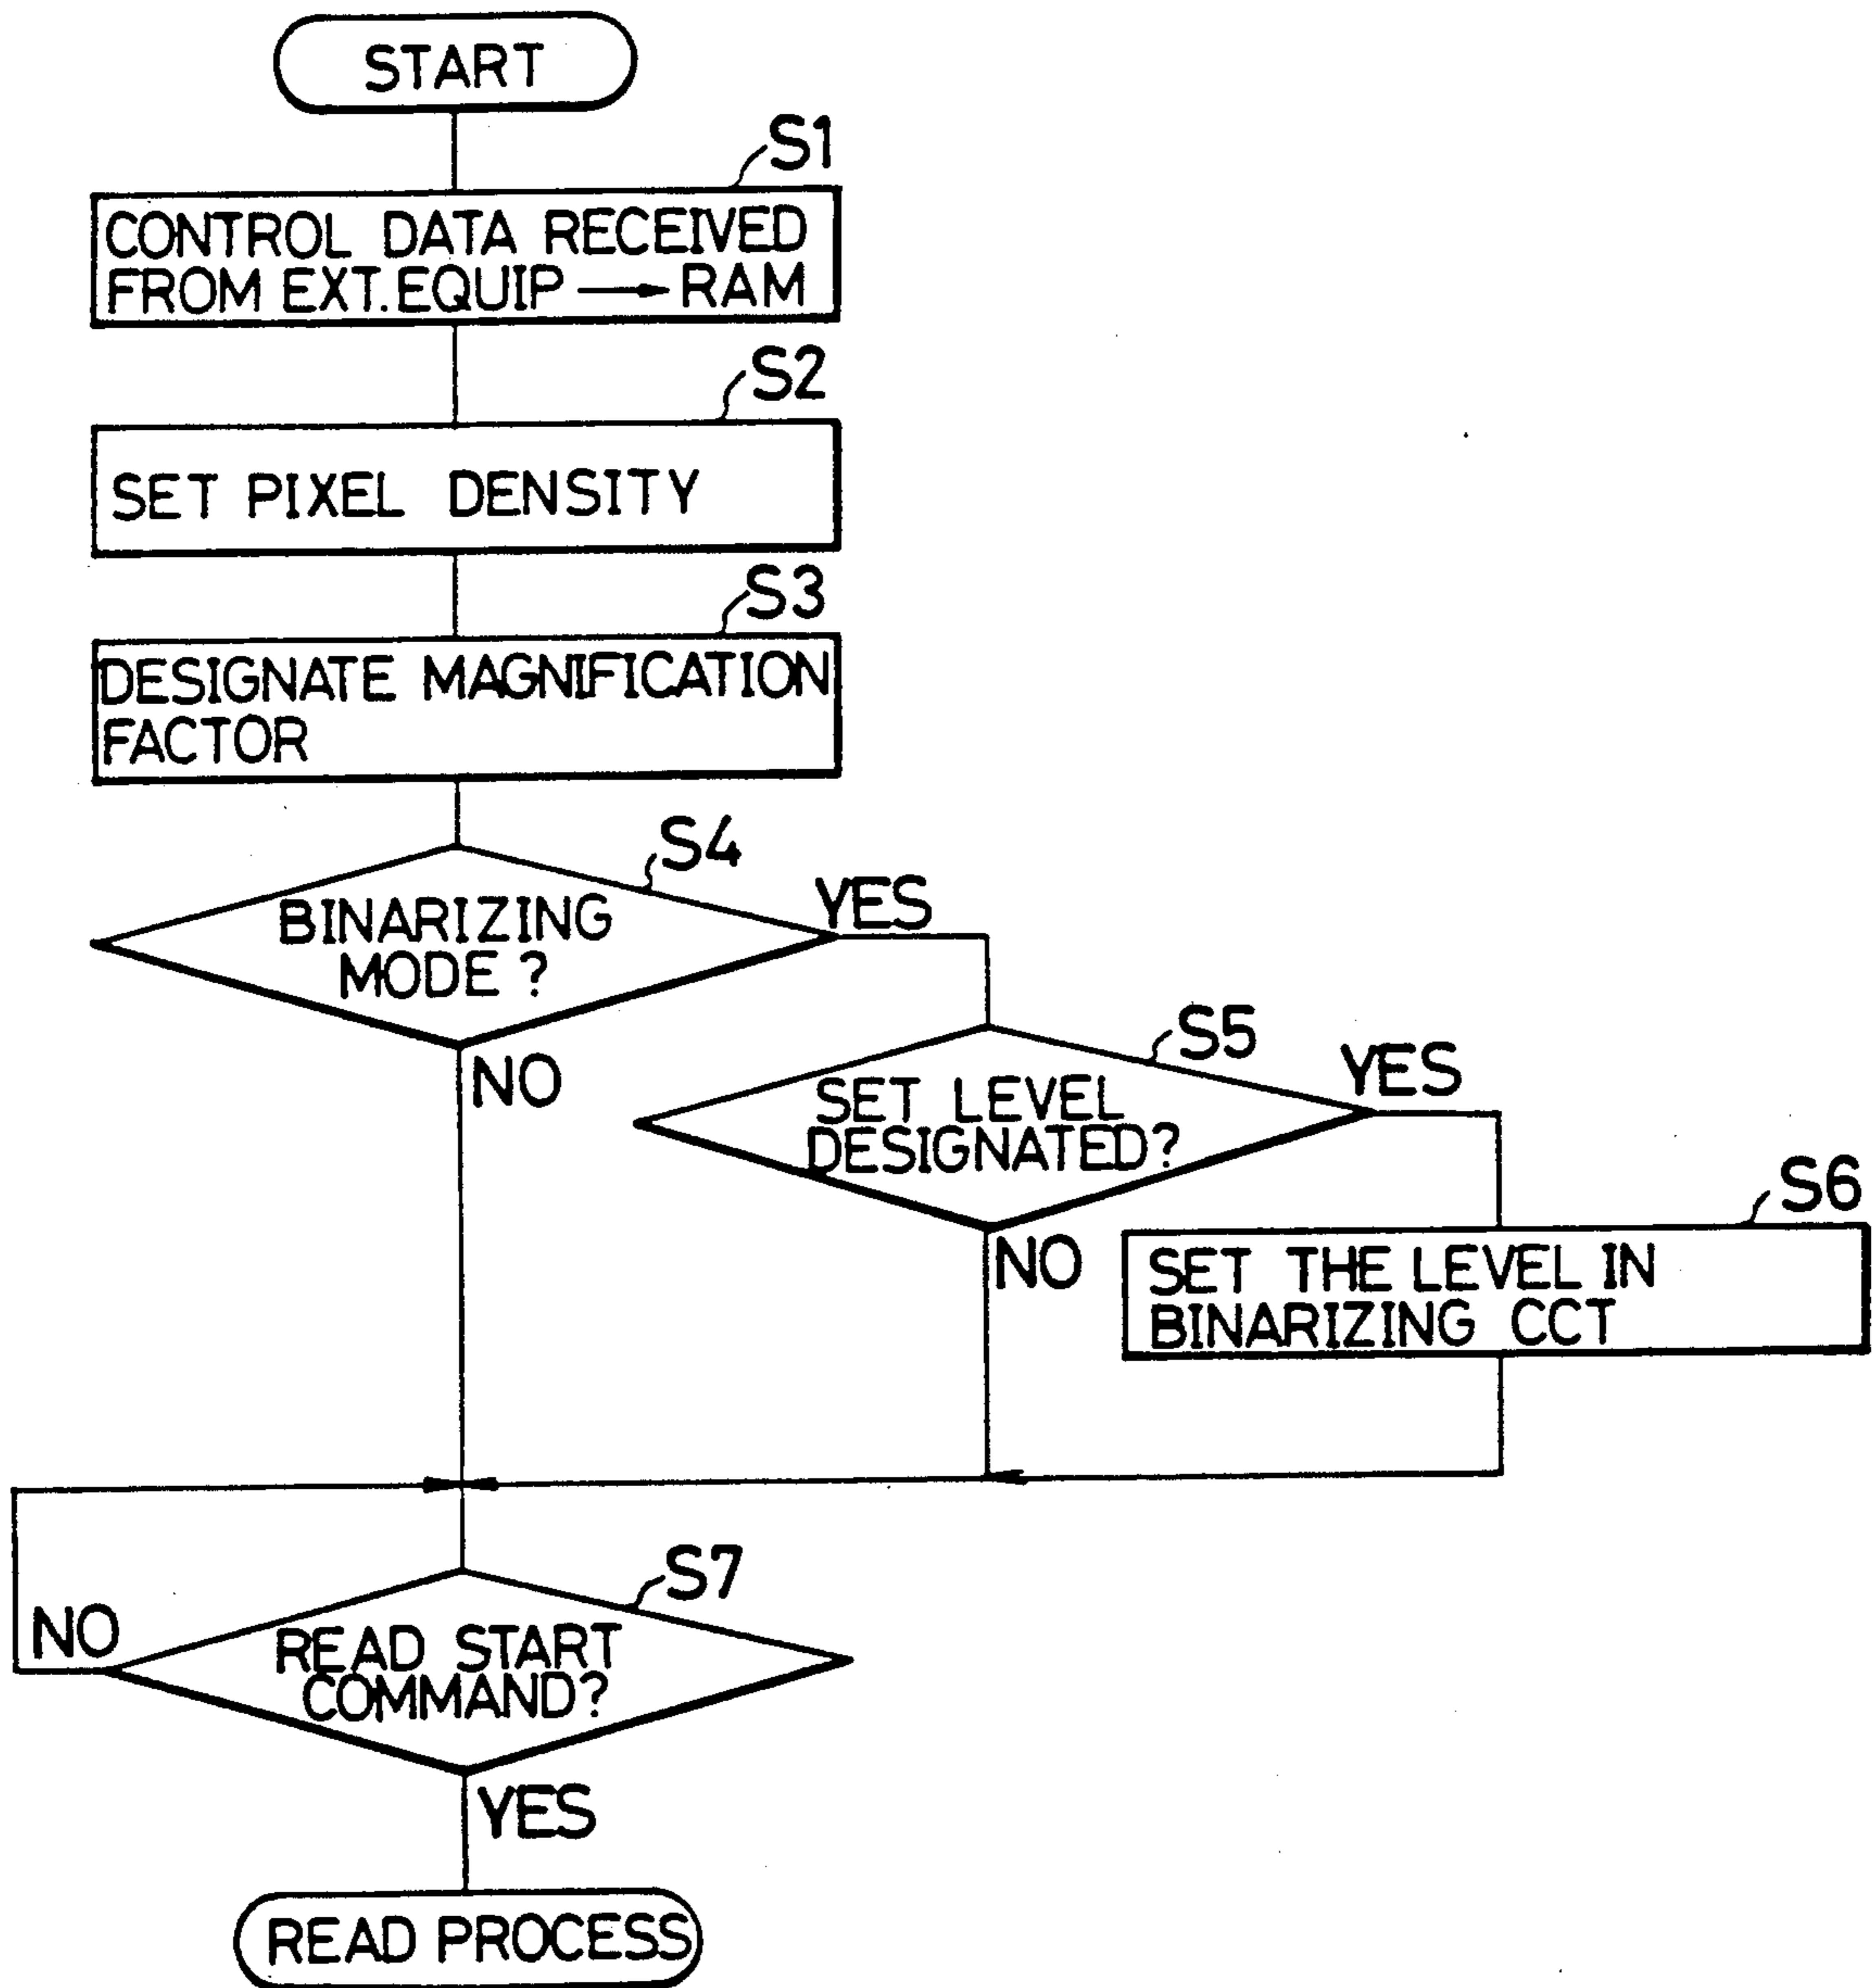 START
S1
CONTROL DATA RECEIVED
FROM EXT.EQUIP → RAM
S2
SET PIXEL DENSITY
S3
DESIGNATE MAGNIFICATION
FACTOR
S4
BINARIZING
MODE?
YES
NO
S5
SET LEVEL
DESIGNATED?
YES
NO
S6
SET THE LEVEL IN
BINARIZING CCT
S7
READ START
COMMAND?
NO
YES
READ PROCESS